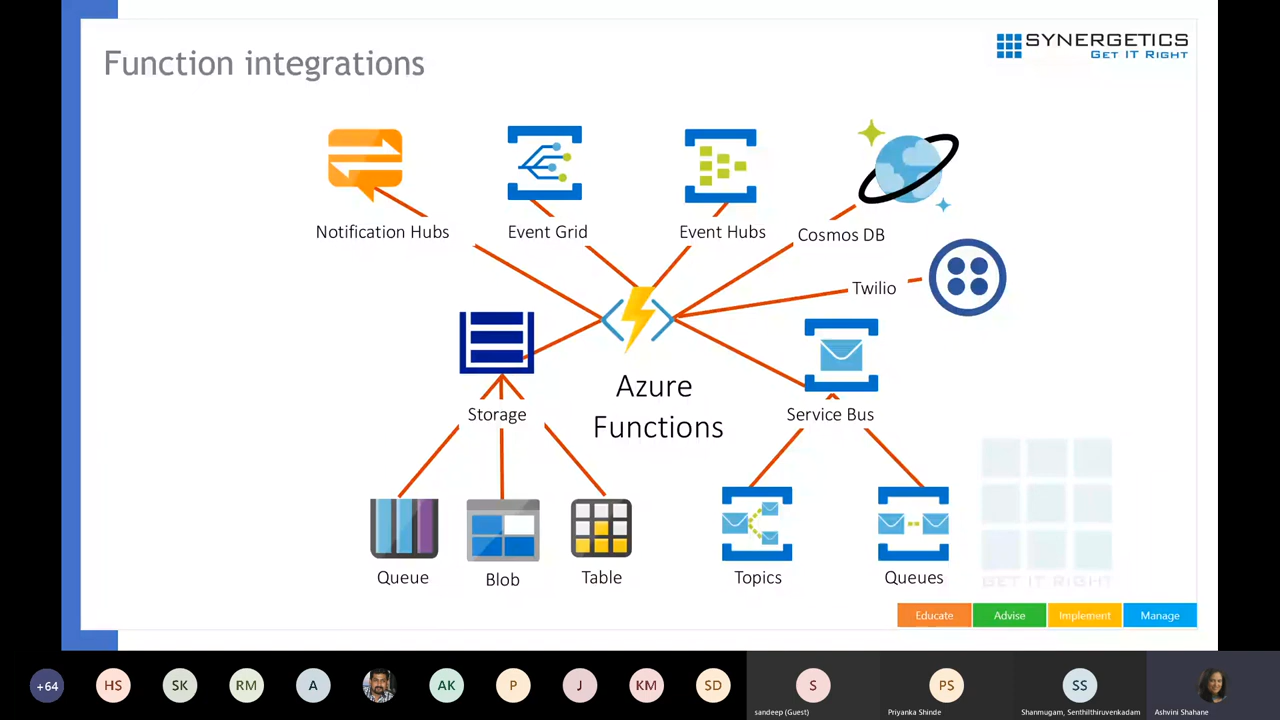 Function integrations
SYNERGETICS
GET IT RIGHT
Notification Hubs
Event Grid
Event Hubs
Cosmos DB
Twilio
Storage
Azure
Functions
Service Bus
Queue
Blob
Table
Topics
Queues
GET IT RIGHT
Educate
Advise
Implement
Manage
+64
HS
SK
RM
A
AK
P
J
KM
SD
S
PS
SS
sandeep (Guest)
Priyanka Shinde
Shanmugam, Senthilthiruvenkadam
Ashvini Shahane